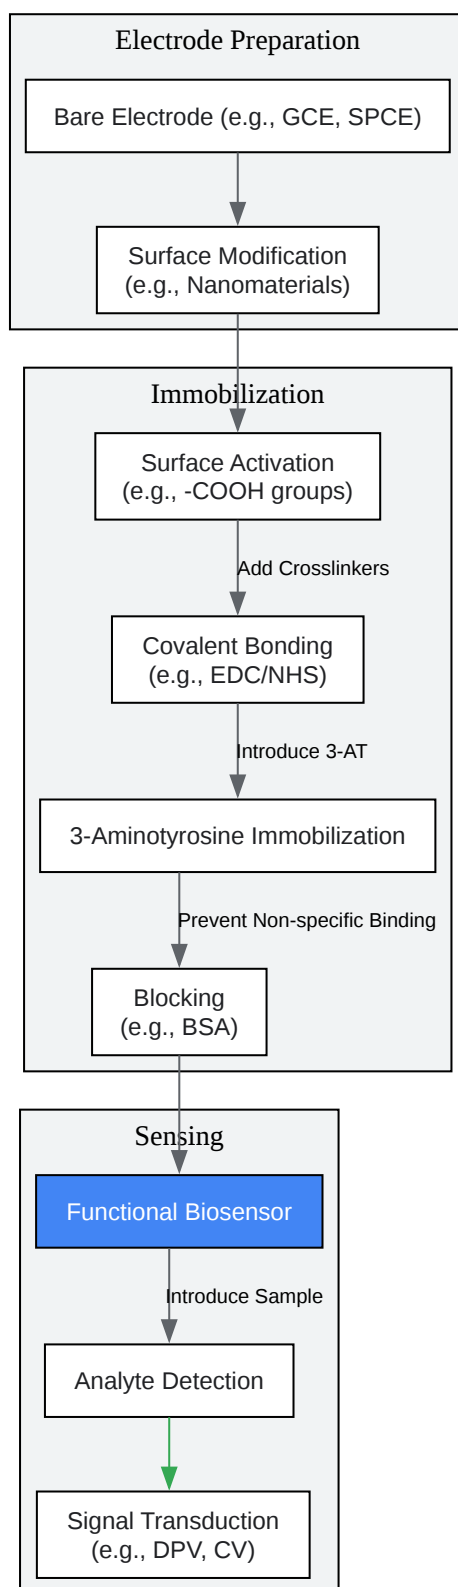 Electrode Preparation
Bare Electrode (e.g., GCE, SPCE)
Surface Modification
(e.g., Nanomaterials)
Immobilization
Surface Activation
(e.g., -COOH groups)
Add Crosslinkers
Covalent Bonding
(e.g., EDC/NHS)
Introduce 3-AT
3-Aminotyrosine Immobilization
Prevent Non-specific Binding
Blocking
(e.g., BSA)
Sensing
Functional Biosensor
Introduce Sample
Analyte Detection
Signal Transduction
(e.g., DPV, CV)